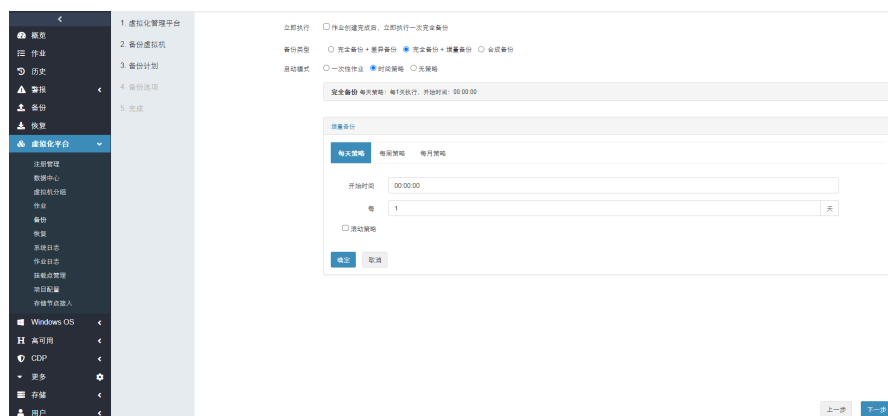 概览
作业
历史
警报
备份
恢复
虚拟化平台
注册管理
数据中心
虚拟机分组
作业
备份
恢复
系统日志
作业日志
挂载点管理
项目配置
存储节点接入
Windows OS
高可用
CDP
更多
存储
用户
1. 虚拟化管理平台
2. 备份虚拟机
3. 备份计划
4. 备份选项
5. 完成
立即执行 作业创建完成后，立即执行一次完全备份
备份类型 完全备份 + 差异备份 完全备份 + 增量备份 合成备份
启动模式 一次性作业 时间策略 无策略
完全备份 每天策略: 每1天执行, 开始时间: 00:00:00
增量备份
每天策略 每周策略 每月策略
开始时间 00:00:00
每 1 天
滚动策略
确定 取消
上一步 下一步